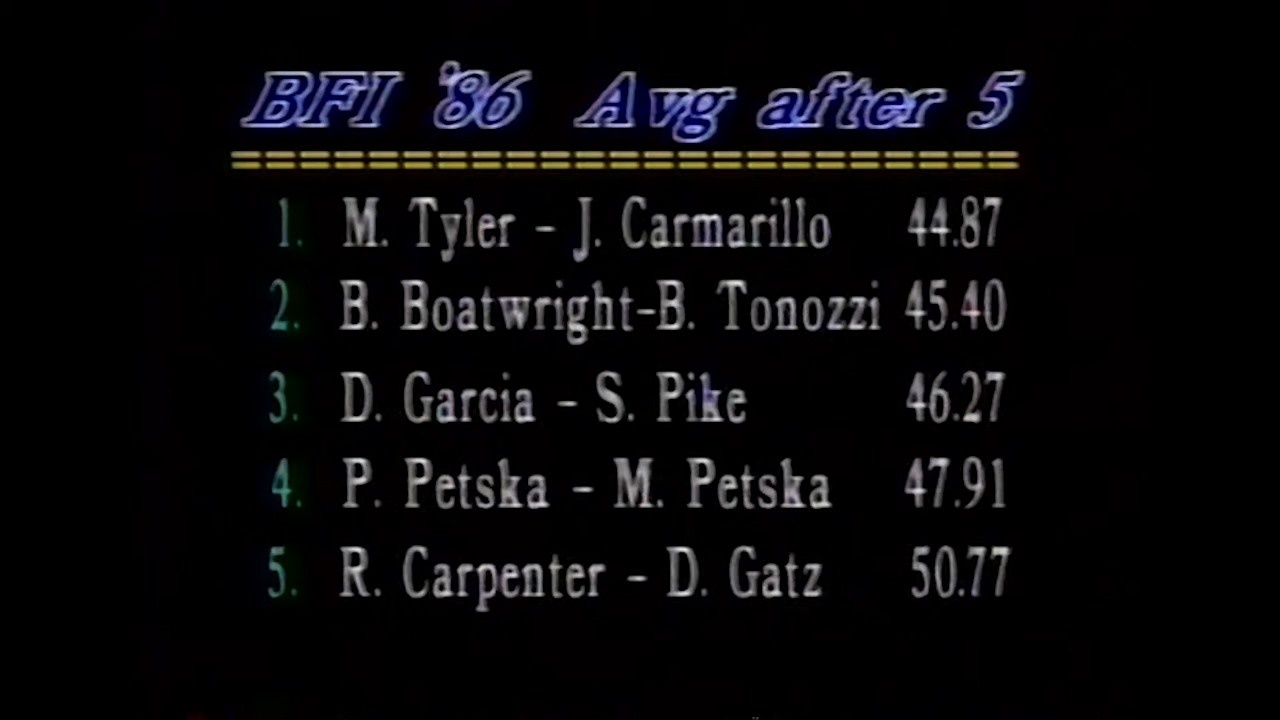 BFI '86 Avg after 5
=======================
1. M. Tyler - J. Carmarillo 44.87
2. B. Boatwright-B. Tonozzi 45.40
3. D. Garcia - S. Pike 46.27
4. P. Petska - M. Petska 47.91
5. R. Carpenter - D. Gatz 50.77